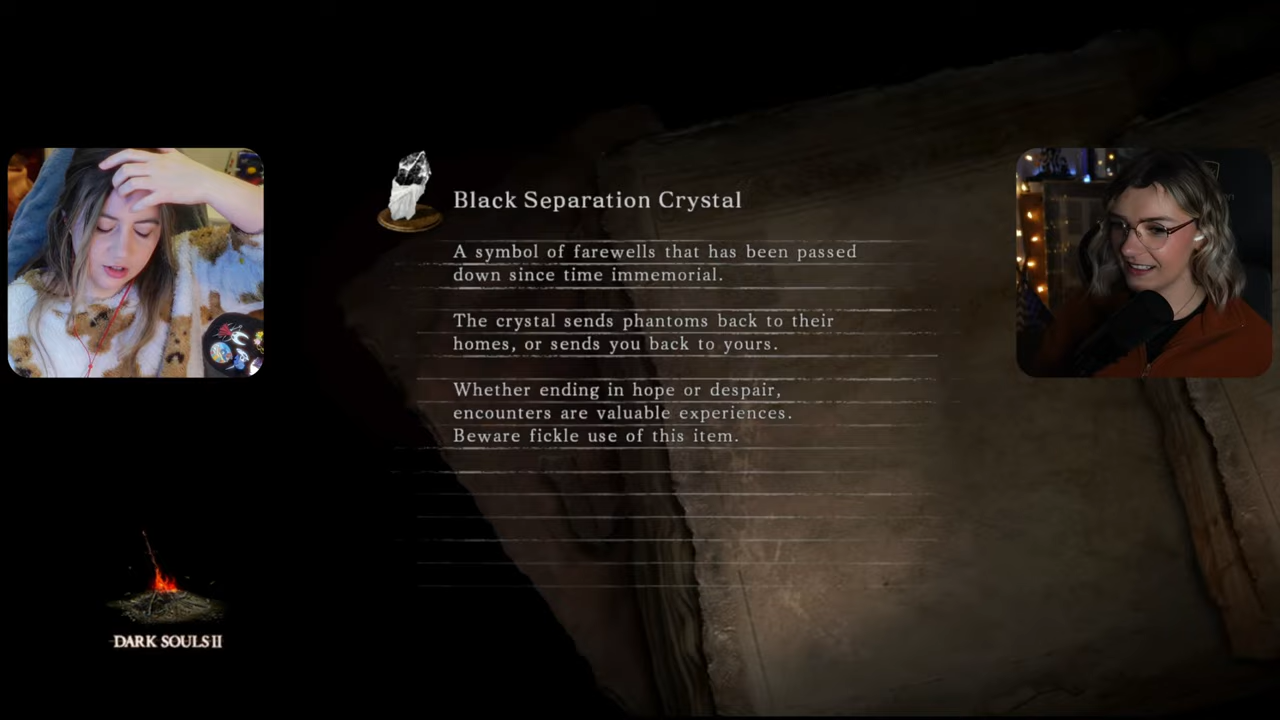 Black Separation Crystal
A symbol of farewells that has been passed
down since time immemorial.
The crystal sends phantoms back to their
homes, or sends you back to yours.
Whether ending in hope or despair,
encounters are valuable experiences.
Beware fickle use of this item.
DARK SOULS II